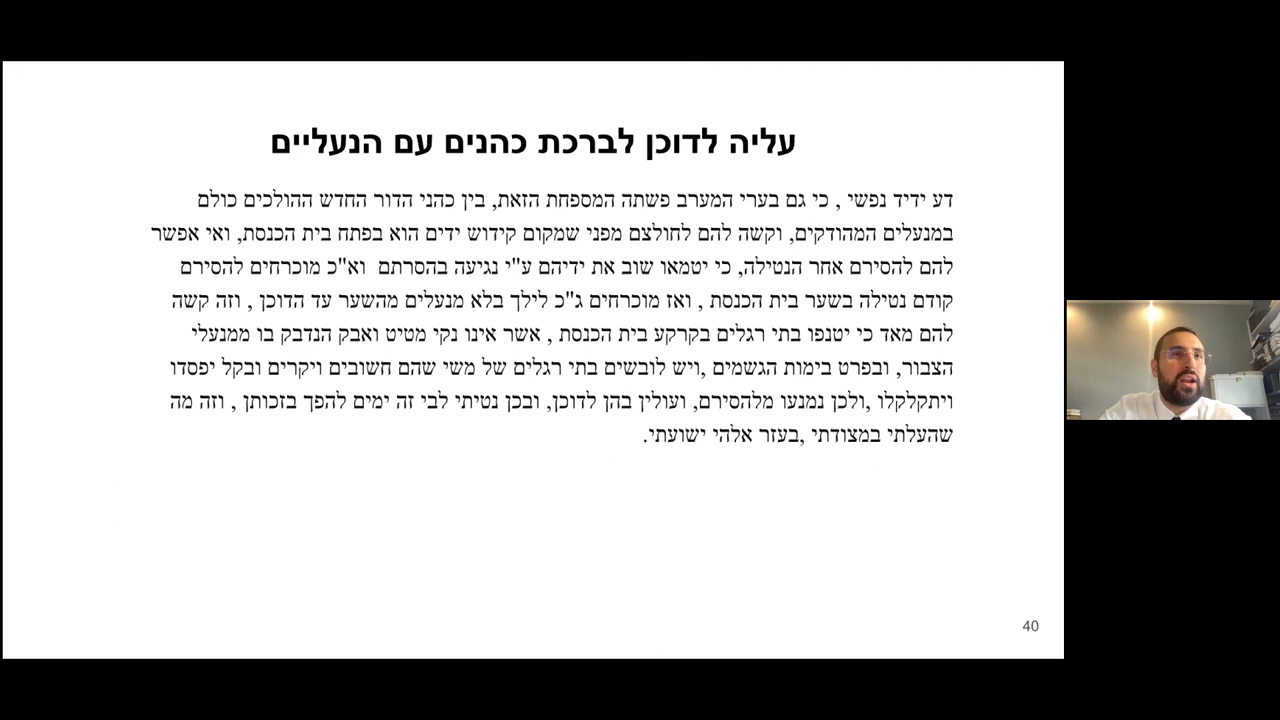 עליה לדוכן לברכת כהנים עם הנעליים
דע ידיד נפשי , כי גם בערי המערב פשתה המספחת הזאת, בין כהני הדור החדש ההולכים כולם
במנעלים המהודקים, וקשה להם לחולצם מפני שמקום קידוש ידים הוא בפתח בית הכנסת, ואי אפשר
להם להסירם אחר הנטילה, כי יטמאו שוב את ידיהם ע"י נגיעה בהסרתם וא"כ מוכרחים להסירם
קודם נטילה בשער בית הכנסת , ואז מוכרחים ג"כ לילך בלא מנעלים מהשער עד הדוכן , וזה קשה
להם מאד כי יטנפו בתי רגלים בקרקע בית הכנסת , אשר אינו נקי מטיט ואבק הנדבק בו ממנעלי
הצבור, ובפרט בימות הגשמים ,ויש לובשים בתי רגלים של משי שהם חשובים ויקרים ובקל יפסדו
ויתקלקלו ,ולכן נמנעו מלהסירם, ועולין בהן לדוכן, ובכן נטיתי לבי זה ימים להפך בזכותן , וזה מה
שהעלתי במצודתי ,בעזר אלהי ישועתי.
40